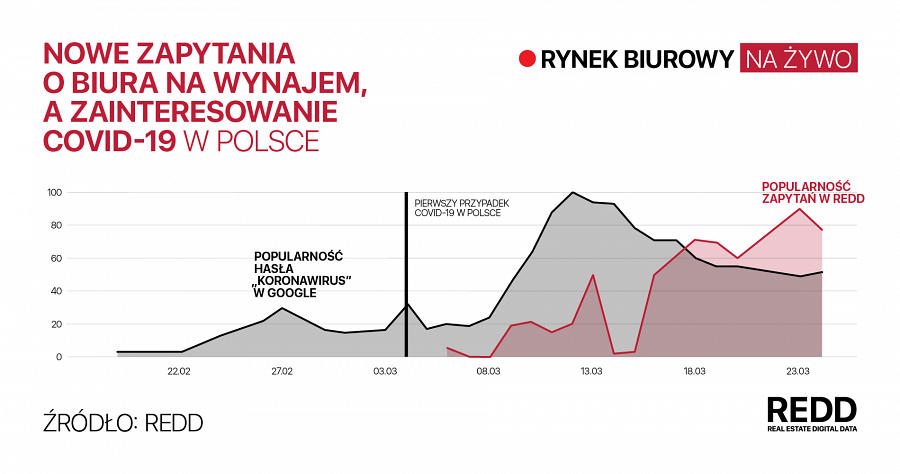 NOWE ZAPYTANIA
O BIURA NA WYNAJEM,
A ZAINTERESOWANIE
COVID-19 W POLSCE
RYNEK BIUROWY NA ŻYWO
POPULARNOŚĆ
ZAPYTAŃ W REDD
PIERWSZY PRZYPADEK
COVID-19 W POLSCE
POPULARNOŚĆ
HASŁA
„KORONAWIRUS”
W GOOGLE
100
80
60
40
20
0
22.02
27.02
03.03
08.03
13.03
18.03
23.03
ŹRÓDŁO: REDD
REDD
REAL ESTATE DIGITAL DATA